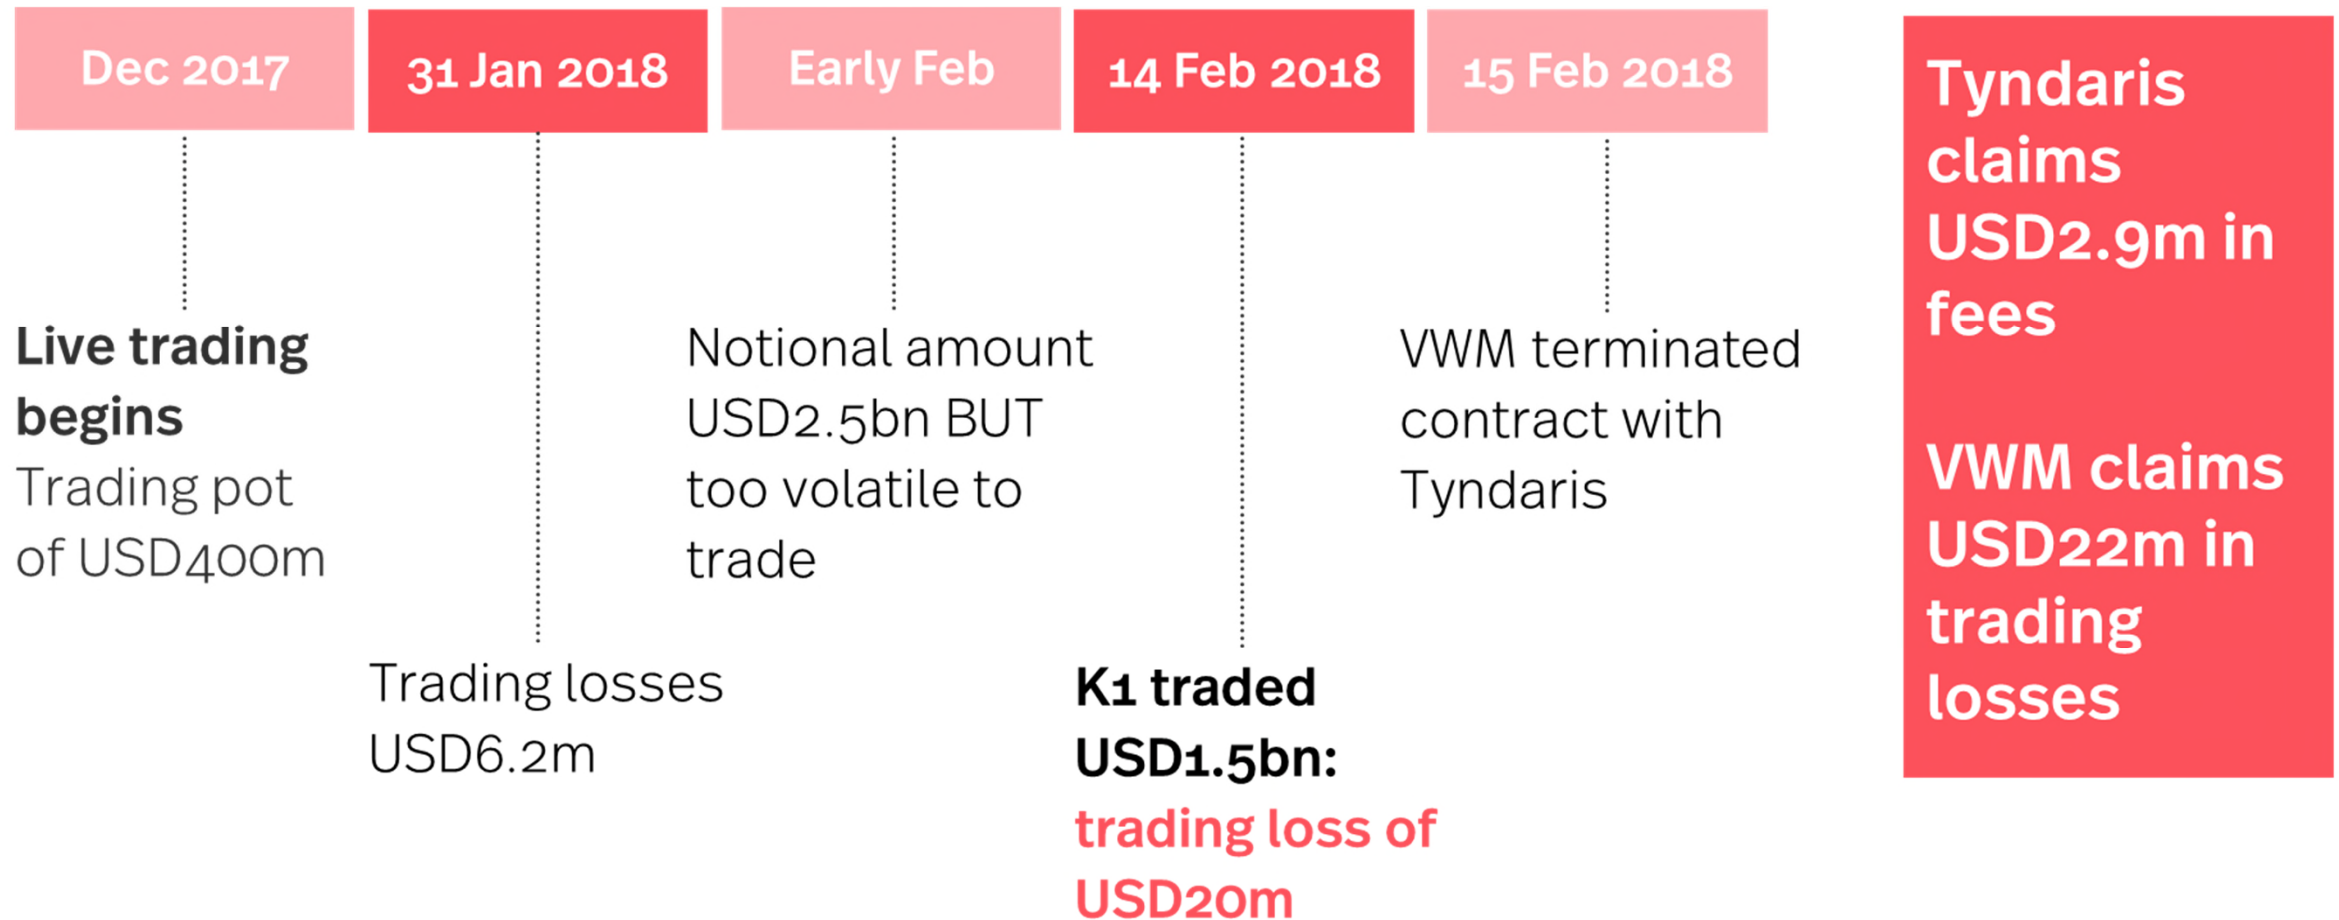 Dec 2017
31 Jan 2018
Early Feb
14 Feb 2018
15 Feb 2018
Live trading
begins
Trading pot
of USD400m
Trading losses
USD6.2m
Notional amount
USD2.5bn BUT
too volatile to
trade
K1 traded
USD1.5bn:
trading loss of
USD20m
VWM terminated
contract with
Tyndaris
Tyndaris
claims
USD2.9m in
fees
VWM claims
USD22m in
trading
losses